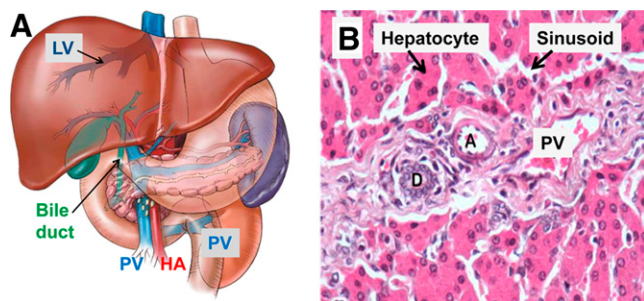 A
LV
Bile
duct
PV
HA
PV
B
Hepatocyte
Sinusoid
A
PV
D